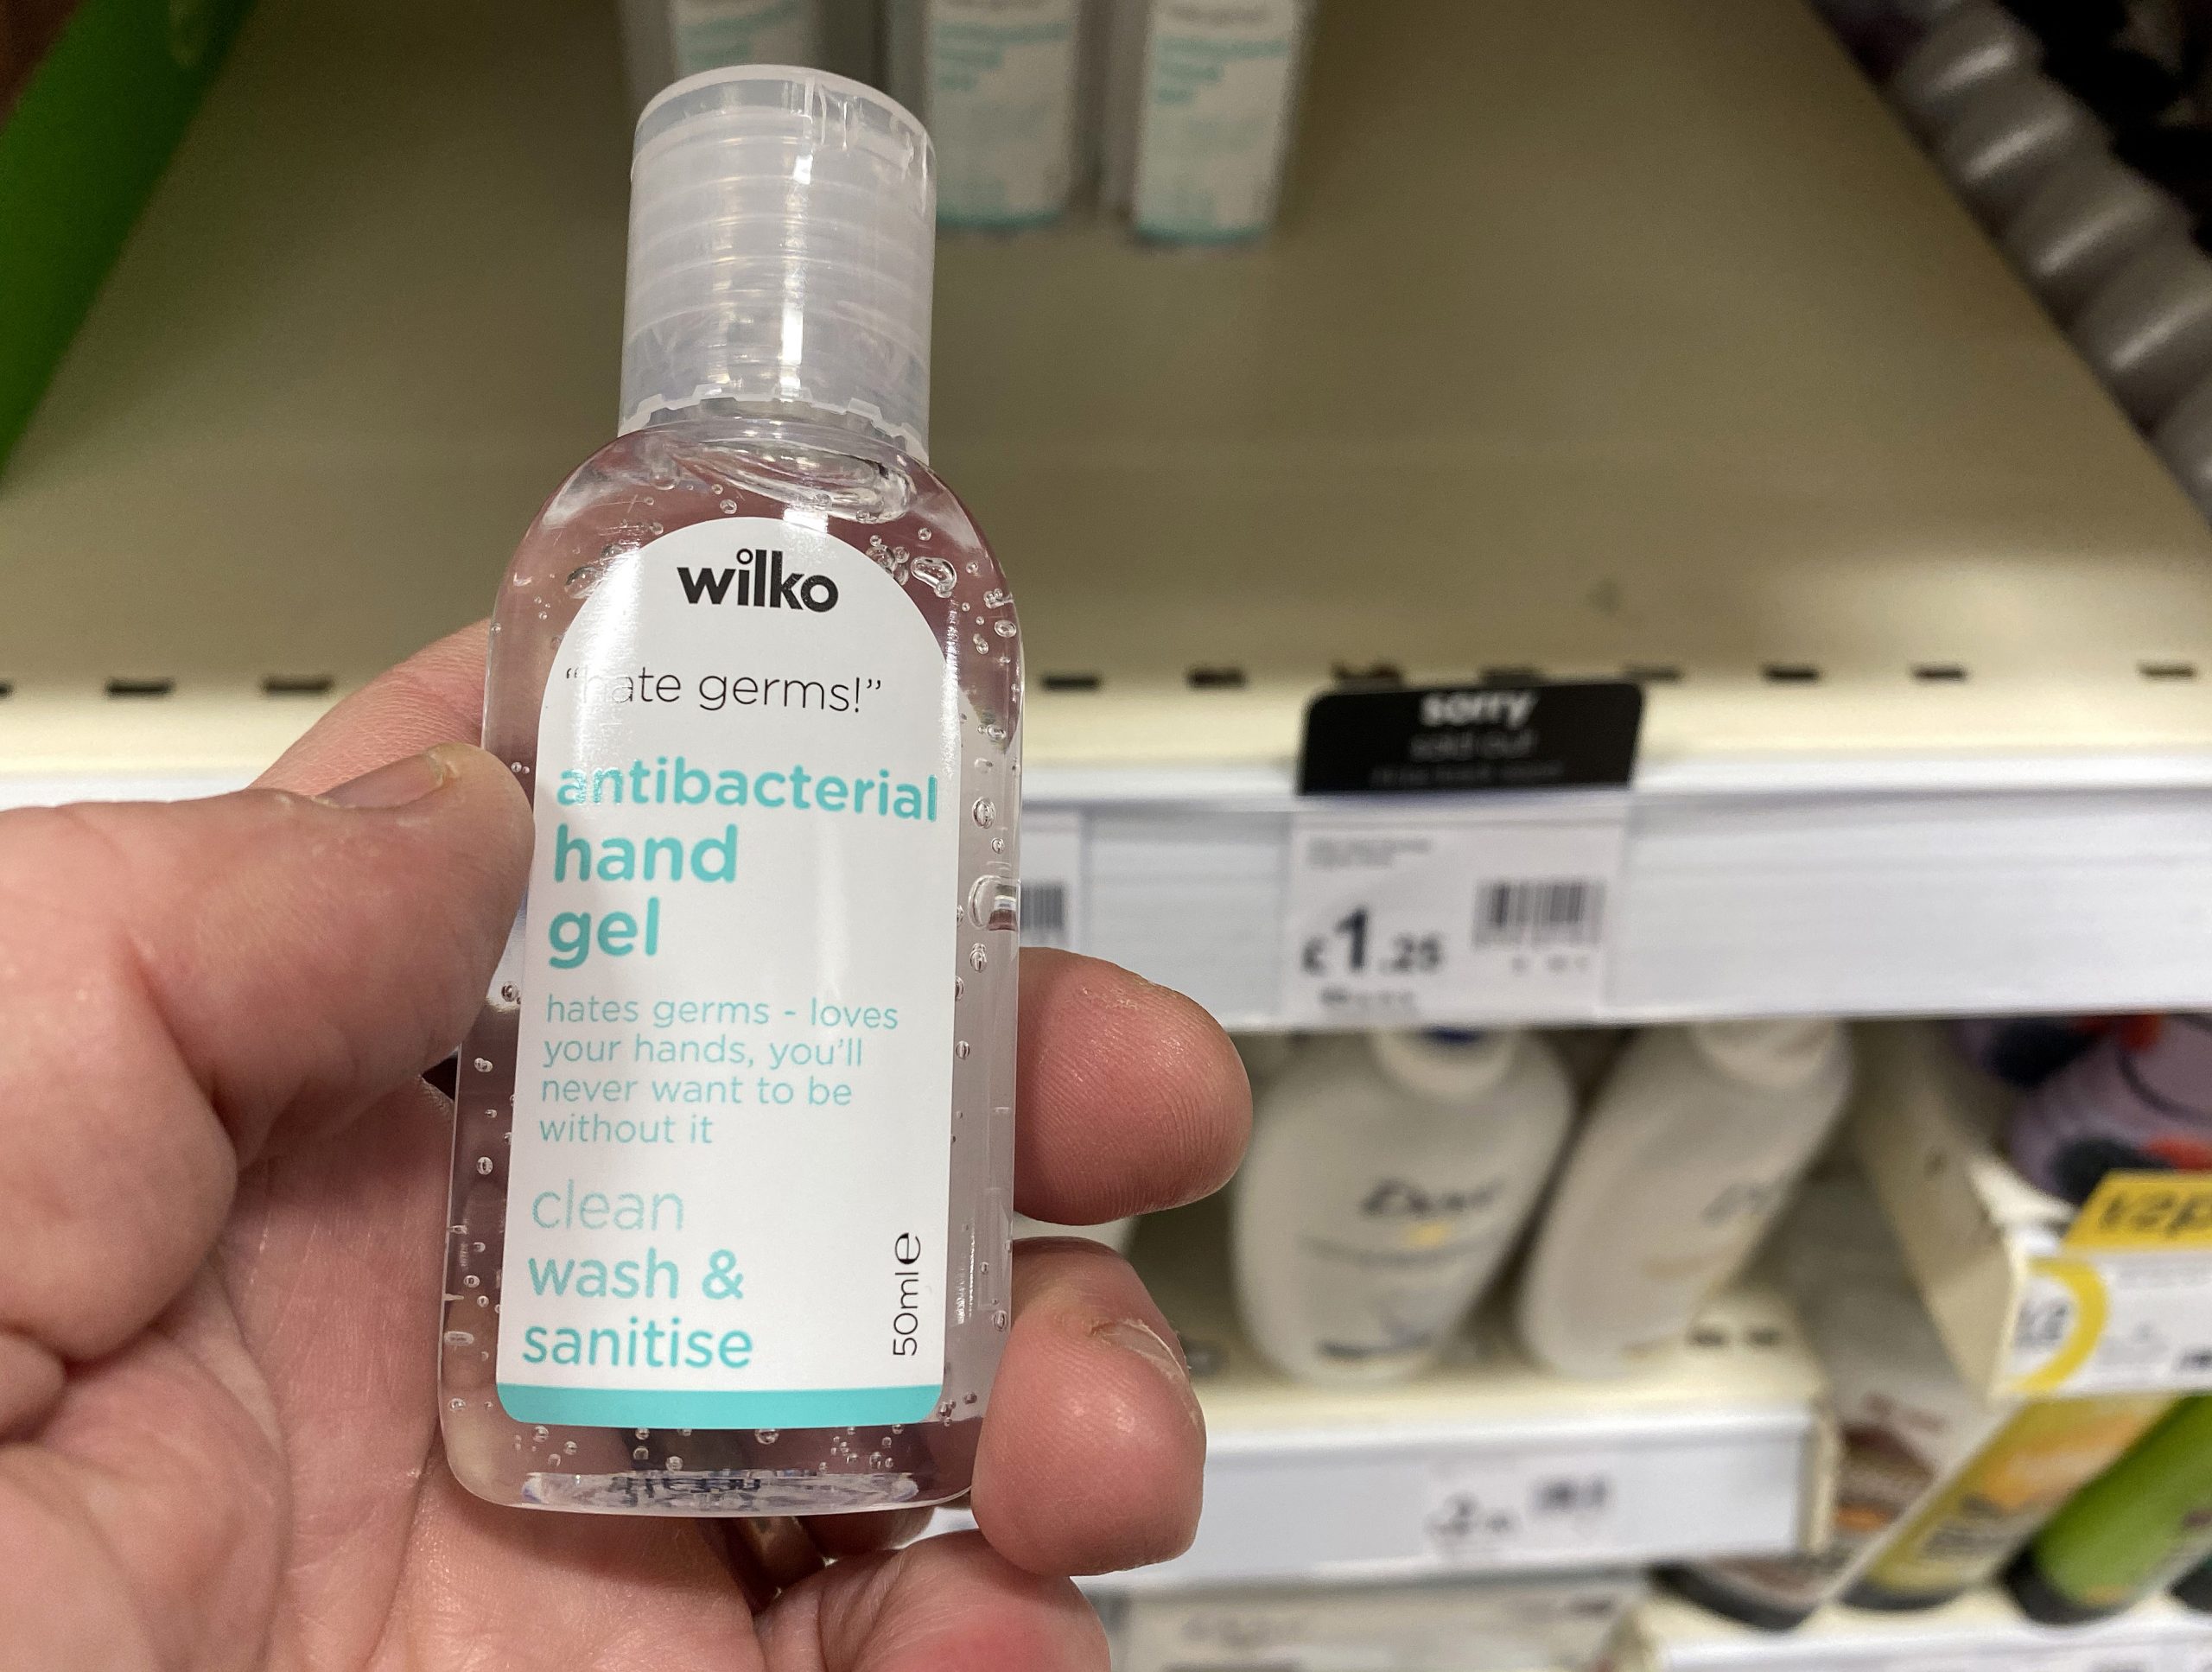 wilko
"hate germs!"
antibacterial
hand
gel
hates germs - loves
your hands, you'll
never want to be
without it
clean
wash &
sanitise
50ml e
sorry
sold out
£1.25
Dove